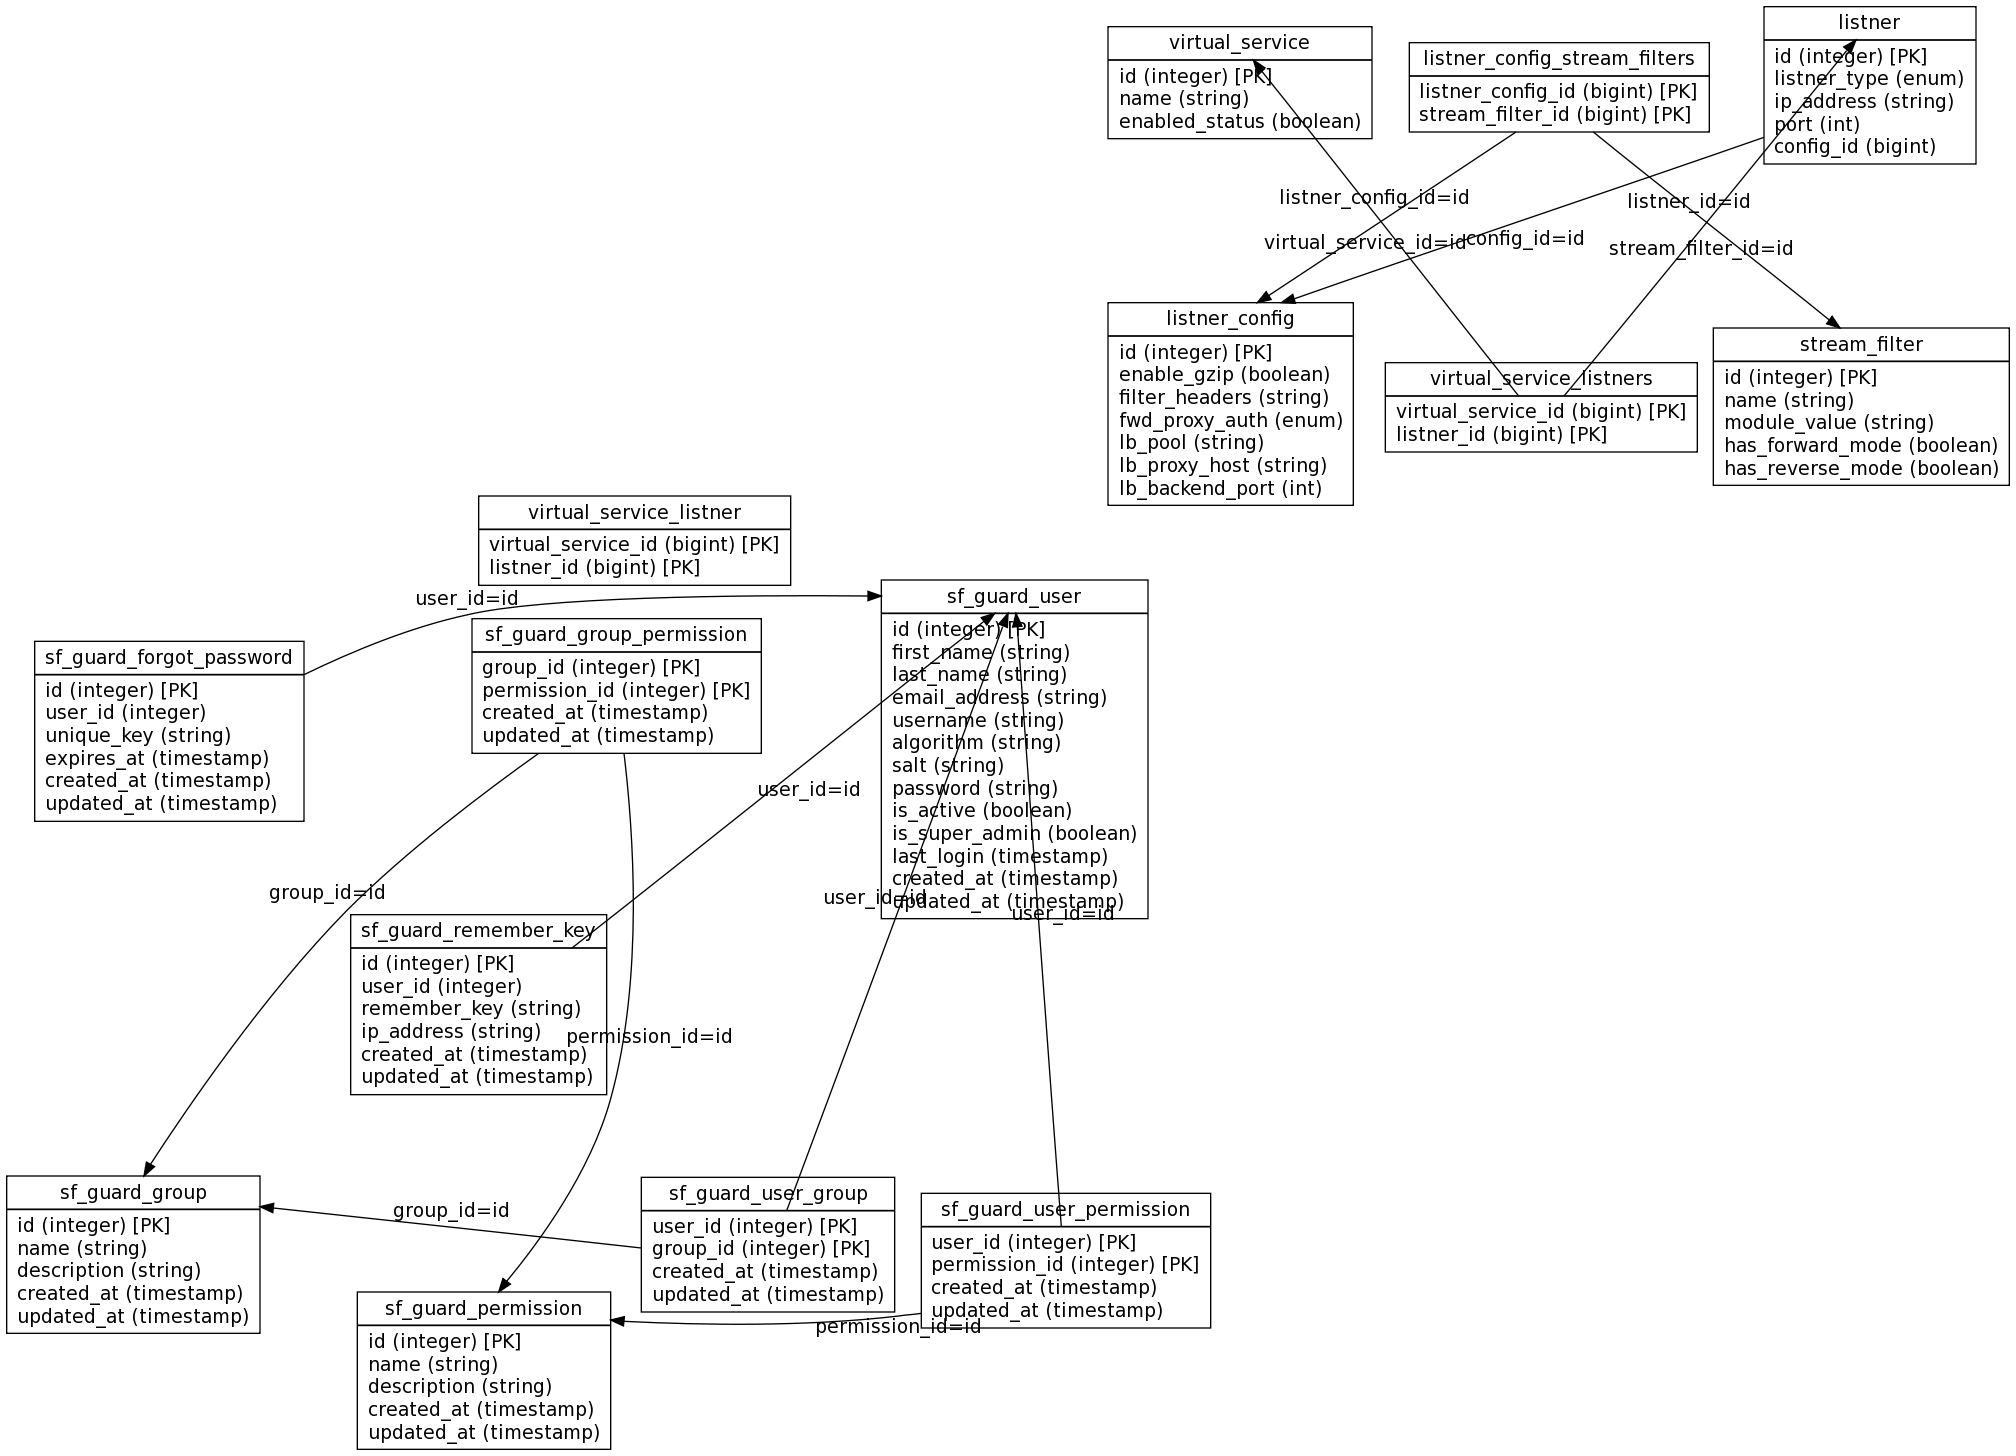 virtual_service
id (integer) [PK]
name (string)
enabled_status (boolean)
listner_config_stream_filters
listner_config_id (bigint) [PK]
stream_filter_id (bigint) [PK]
listner
id (integer) [PK]
listner_type (enum)
ip_address (string)
port (int)
config_id (bigint)
listner_config_id=id
listner_id=id
virtual_service_id=id
config_id=id
stream_filter_id=id
listner_config
id (integer) [PK]
enable_gzip (boolean)
filter_headers (string)
fwd_proxy_auth (enum)
lb_pool (string)
lb_proxy_host (string)
lb_backend_port (int)
virtual_service_listners
virtual_service_id (bigint) [PK]
listner_id (bigint) [PK]
stream_filter
id (integer) [PK]
name (string)
module_value (string)
has_forward_mode (boolean)
has_reverse_mode (boolean)
virtual_service_listner
virtual_service_id (bigint) [PK]
listner_id (bigint) [PK]
user_id=id
sf_guard_forgot_password
id (integer) [PK]
user_id (integer)
unique_key (string)
expires_at (timestamp)
created_at (timestamp)
updated_at (timestamp)
sf_guard_group_permission
group_id (integer) [PK]
permission_id (integer) [PK]
created_at (timestamp)
updated_at (timestamp)
sf_guard_user
id (integer) [PK]
first_name (string)
last_name (string)
email_address (string)
username (string)
algorithm (string)
salt (string)
password (string)
is_active (boolean)
is_super_admin (boolean)
last_login (timestamp)
created_at (timestamp)
updated_at (timestamp)
user_id=id
group_id=id
user_id=id
user_id=id
sf_guard_remember_key
id (integer) [PK]
user_id (integer)
remember_key (string)
ip_address (string)
created_at (timestamp)
updated_at (timestamp)
permission_id=id
sf_guard_group
id (integer) [PK]
name (string)
description (string)
created_at (timestamp)
updated_at (timestamp)
group_id=id
sf_guard_user_group
user_id (integer) [PK]
group_id (integer) [PK]
created_at (timestamp)
updated_at (timestamp)
sf_guard_user_permission
user_id (integer) [PK]
permission_id (integer) [PK]
created_at (timestamp)
updated_at (timestamp)
permission_id=id
sf_guard_permission
id (integer) [PK]
name (string)
description (string)
created_at (timestamp)
updated_at (timestamp)